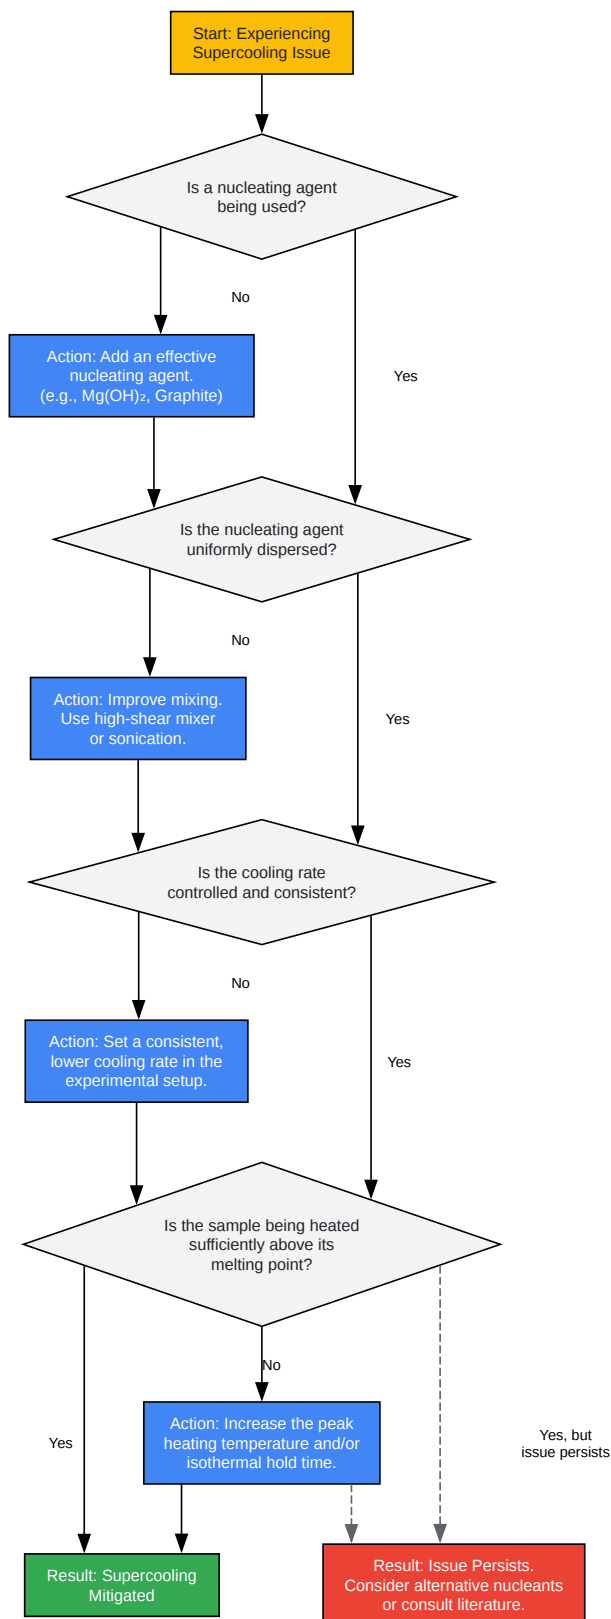 Start: Experiencing
Supercooling Issue
Is a nucleating agent
being used?
No
Yes
Action: Add an effective
nucleating agent.
(e.g., Mg(OH)₂, Graphite)
Is the nucleating agent
uniformly dispersed?
No
Yes
Action: Improve mixing.
Use high-shear mixer
or sonication.
Is the cooling rate
controlled and consistent?
No
Yes
Action: Set a consistent,
lower cooling rate in the
experimental setup.
Is the sample being heated
sufficiently above its
melting point?
No
Yes
Yes, but
issue persists
Action: Increase the peak
heating temperature and/or
isothermal hold time.
Result: Supercooling
Mitigated
Result: Issue Persists.
Consider alternative nucleants
or consult literature.